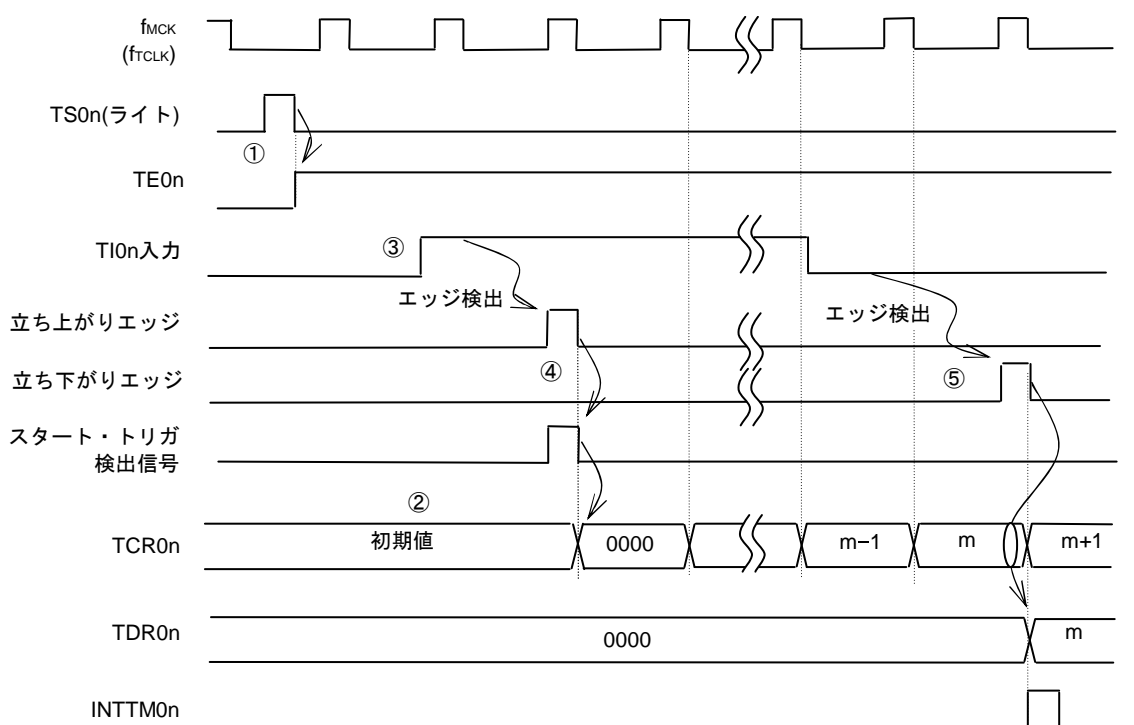 fMCK
(fTCLK)
TS0n(ライト)
①
TE0n
TI0n入力
③
エッジ検出
エッジ検出
立ち上がりエッジ
④
立ち下がりエッジ
⑤
スタート・トリガ
検出信号
②
TCR0n
初期値
0000
m−1
m
m+1
TDR0n
0000
m
INTTM0n